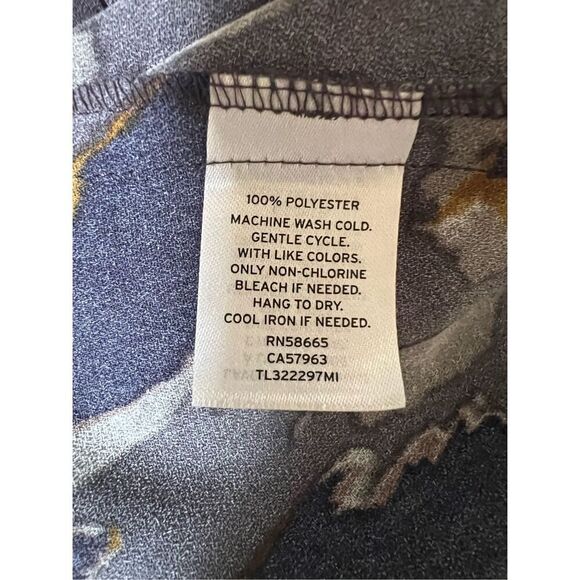 100% POLYESTER
MACHINE WASH COLD.
GENTLE CYCLE.
WITH LIKE COLORS.
ONLY NON-CHLORINE
BLEACH IF NEEDED.
HANG TO DRY.
COOL IRON IF NEEDED.
RN58665
CA57963
TL322297MI